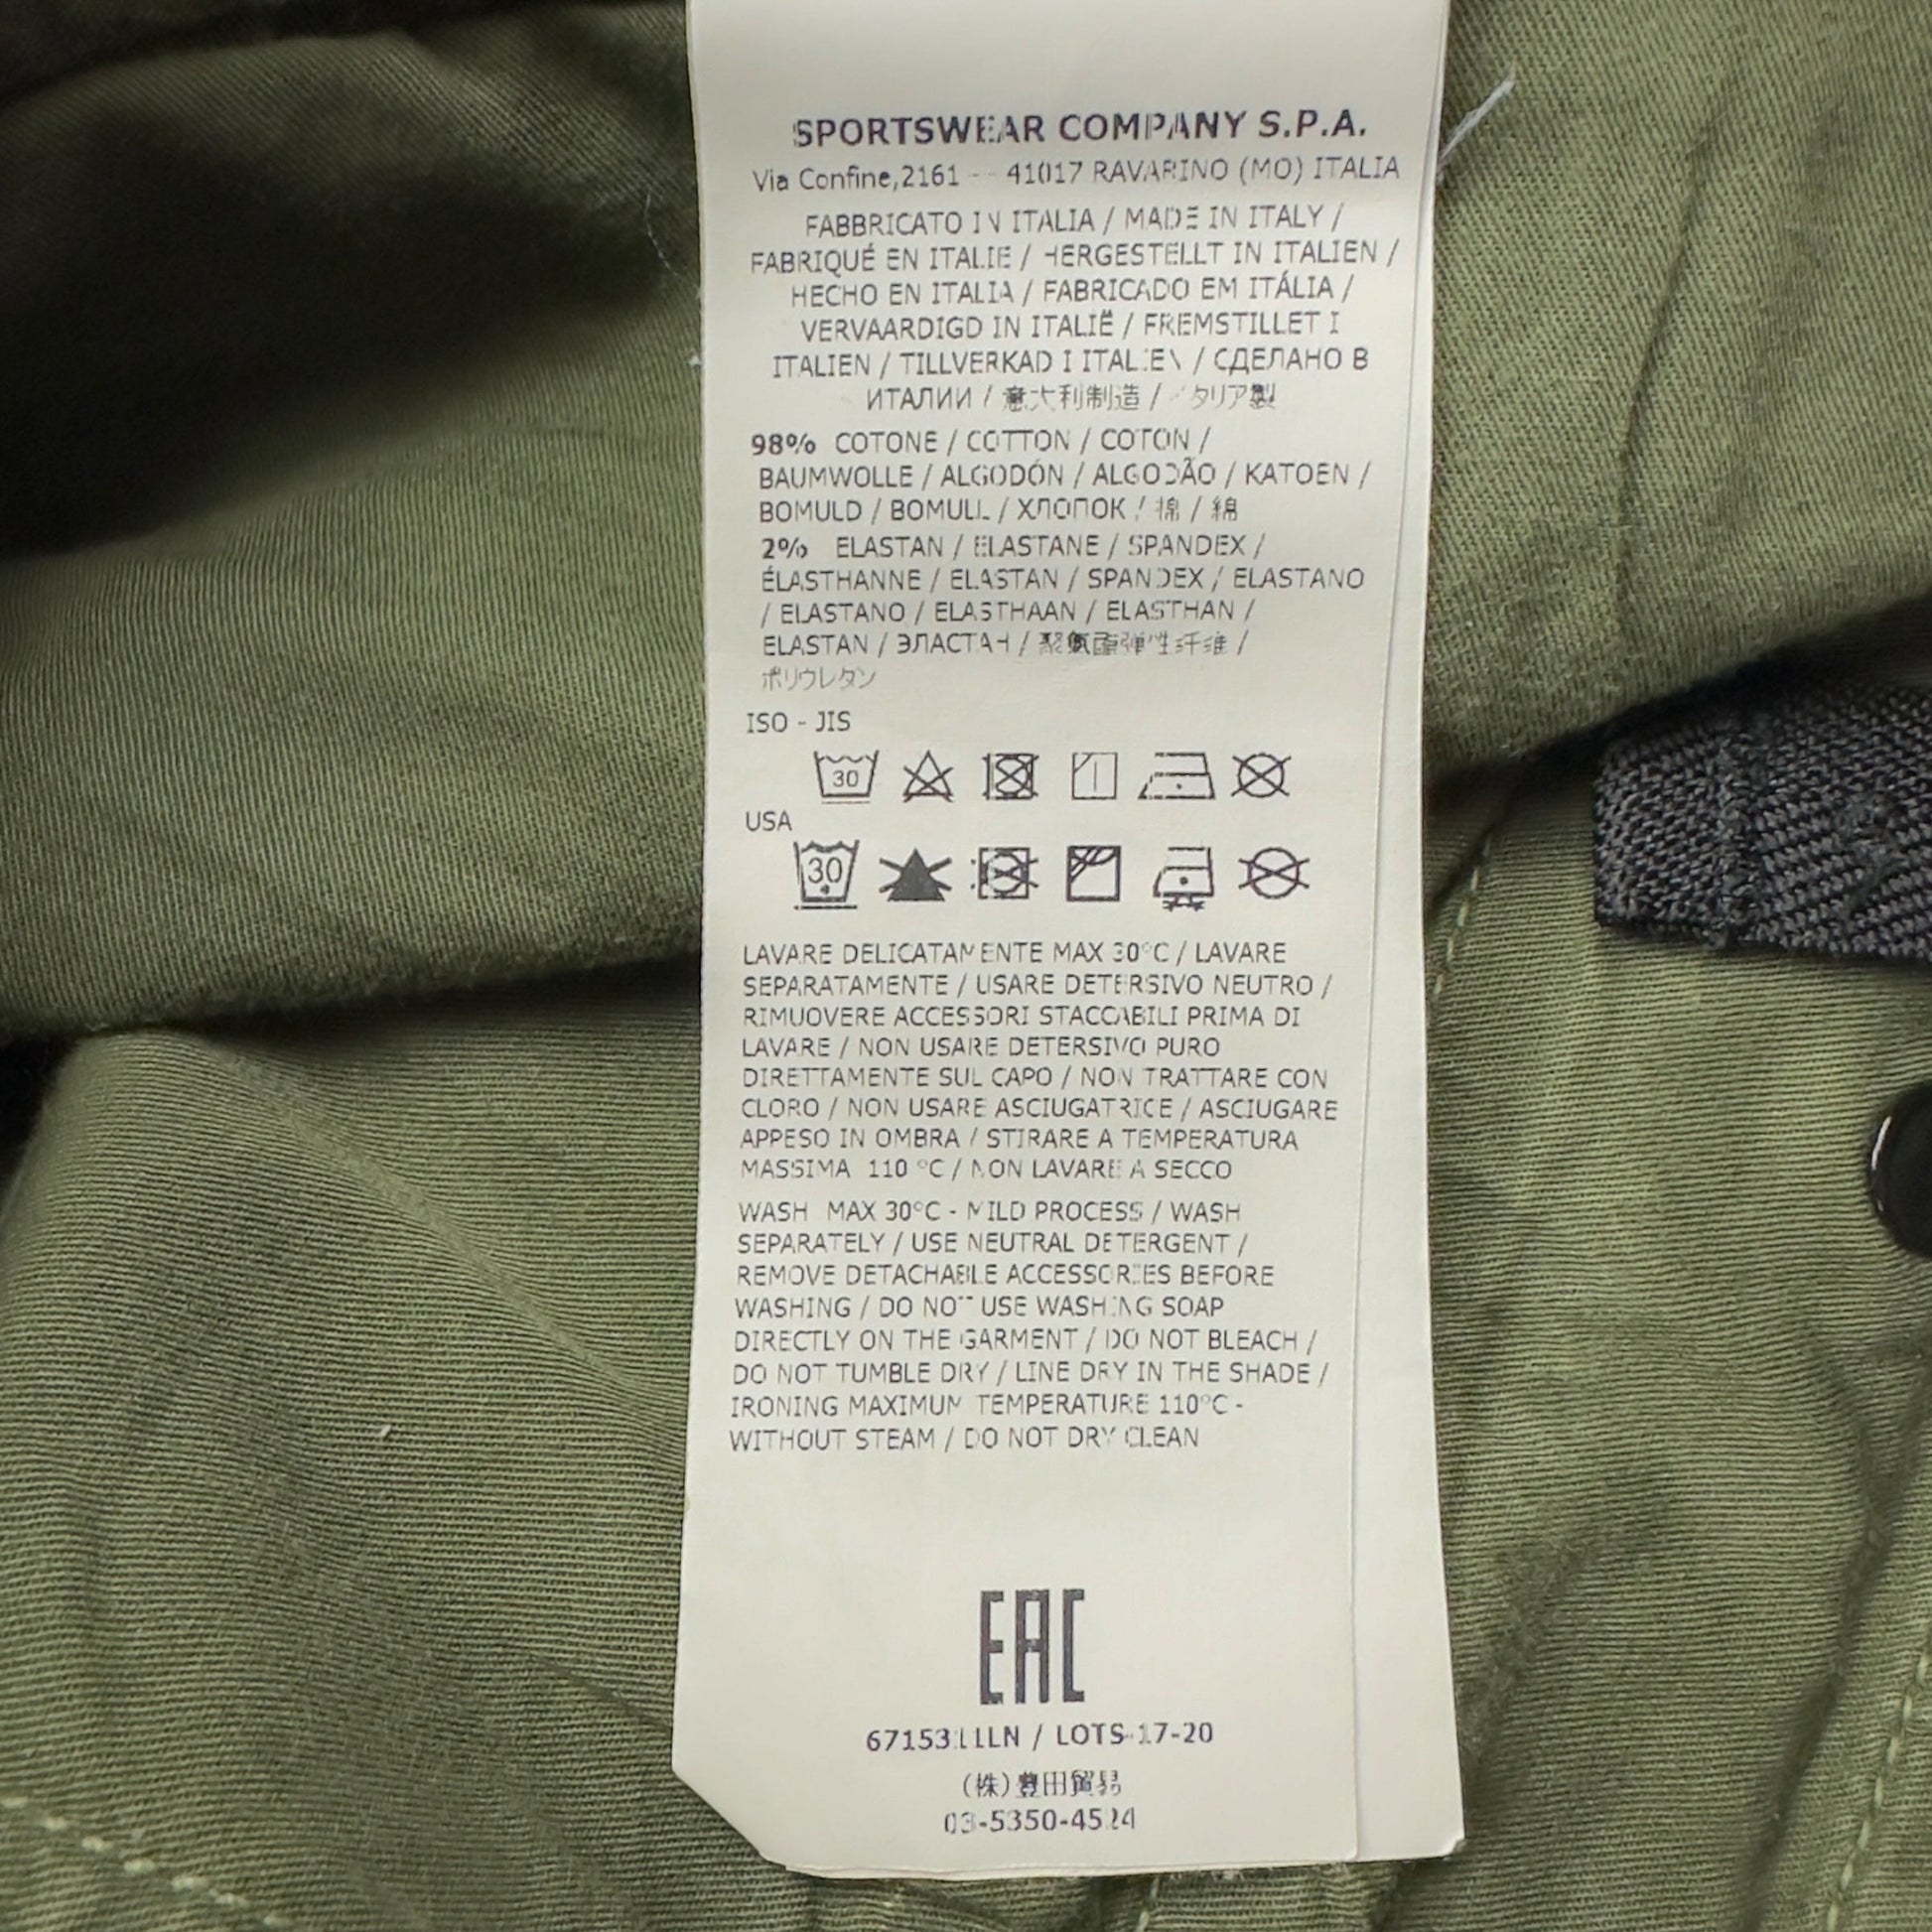 SPORTSWEAR COMPANY S.P.A.
Via Confine,2161 - 41017 RAVARINO (MO) ITALIA
FABBRICATO IN ITALIA / MADE IN ITALY /
FABRIQUÉ EN ITALIE / HERGESTELLT IN ITALIEN /
HECHO EN ITALIA / FABRICADO EM ITÁLIA /
VERVAARDIGD IN ITALIË / FREMSTILLET I
ITALIEN / TILLVERKAD I ITALIEN / СДЕЛАНО В
ИТАЛИИ / 意大利制造 / イタリア製
98% COTONE / COTTON / COTON /
BAUMWOLLE / ALGODÓN / ALGODÃO / KATOEN /
BOMULD / BOMULL / ХЛОПОК / 棉 / 綿
2% ELASTAN / ELASTANE / SPANDEX /
ÉLASTHANNE / ELASTAN / SPANDEX / ELASTANO
/ ELASTANO / ELASTHAAN / ELASTHAN /
ELASTAN / ЭЛАСТАН / 聚氨酯弹性纤维 /
ポリウレタン
ISO - JIS
30
USA
30
LAVARE DELICATAMENTE MAX 30°C / LAVARE
SEPARATAMENTE / USARE DETERSIVO NEUTRO /
RIMUOVERE ACCESSORI STACCABILI PRIMA DI
LAVARE / NON USARE DETERSIVO PURO
DIRETTAMENTE SUL CAPO / NON TRATTARE CON
CLORO / NON USARE ASCIUGATRICE / ASCIUGARE
APPESO IN OMBRA / STIRARE A TEMPERATURA
MASSIMA 110 °C / NON LAVARE A SECCO
WASH MAX 30°C - MILD PROCESS / WASH
SEPARATELY / USE NEUTRAL DETERGENT /
REMOVE DETACHABLE ACCESSORIES BEFORE
WASHING / DO NOT USE WASHING SOAP
DIRECTLY ON THE GARMENT / DO NOT BLEACH /
DO NOT TUMBLE DRY / LINE DRY IN THE SHADE /
IRONING MAXIMUM TEMPERATURE 110°C -
WITHOUT STEAM / DO NOT DRY CLEAN
EAC
/ LOTS 17-20
(株)豊田貿易
03-5350-4524